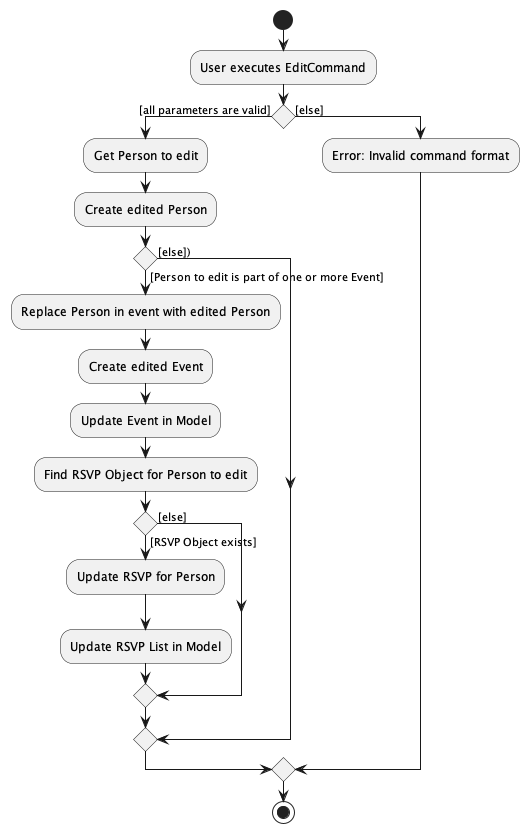 User executes EditCommand
[all parameters are valid]
[else]
Get Person to edit
Error: Invalid command format
Create edited Person
[else])
[Person to edit is part of one or more Event]
Replace Person in event with edited Person
Create edited Event
Update Event in Model
Find RSVP Object for Person to edit
[else]
[RSVP Object exists]
Update RSVP for Person
Update RSVP List in Model